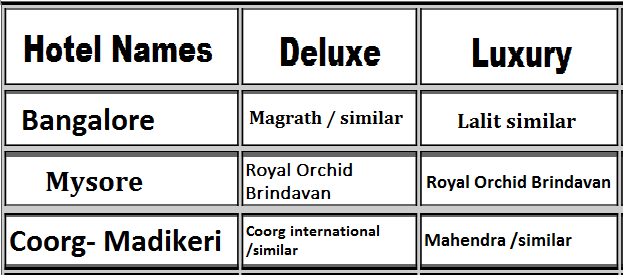 Hotel Names Deluxe Luxury
Bangalore Magrath / similar Lalit similar
Mysore Royal Orchid Brindavan Royal Orchid Brindavan
Coorg- Madikeri Coorg international /similar Mahendra /similar